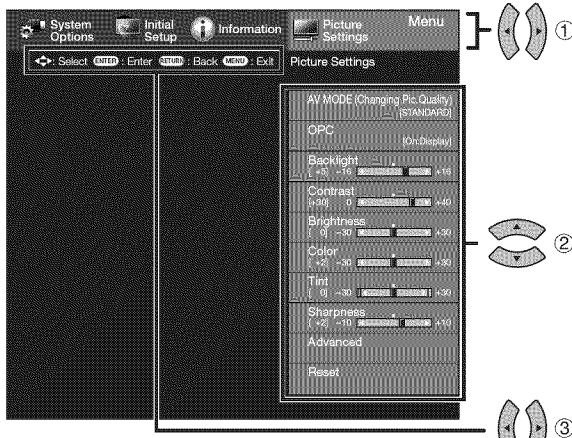 System Options
Initial Setup
Information
Picture Settings
Menu
①
: Select ENTER : Enter RETURN : Back MENU : Exit
Picture Settings
AV MODE (Changing Pic.Quality)
[STANDARD]
OPC
[On:Display]
Backlight
[ +5] −16 +16
Contrast
[+30] 0 +40
Brightness
[ 0] −30 +30
②
Color
[ +2] −30 +30
Tint
[ 0] −30 +30
Sharpness
[ +2] −10 +10
Advanced
Reset
③